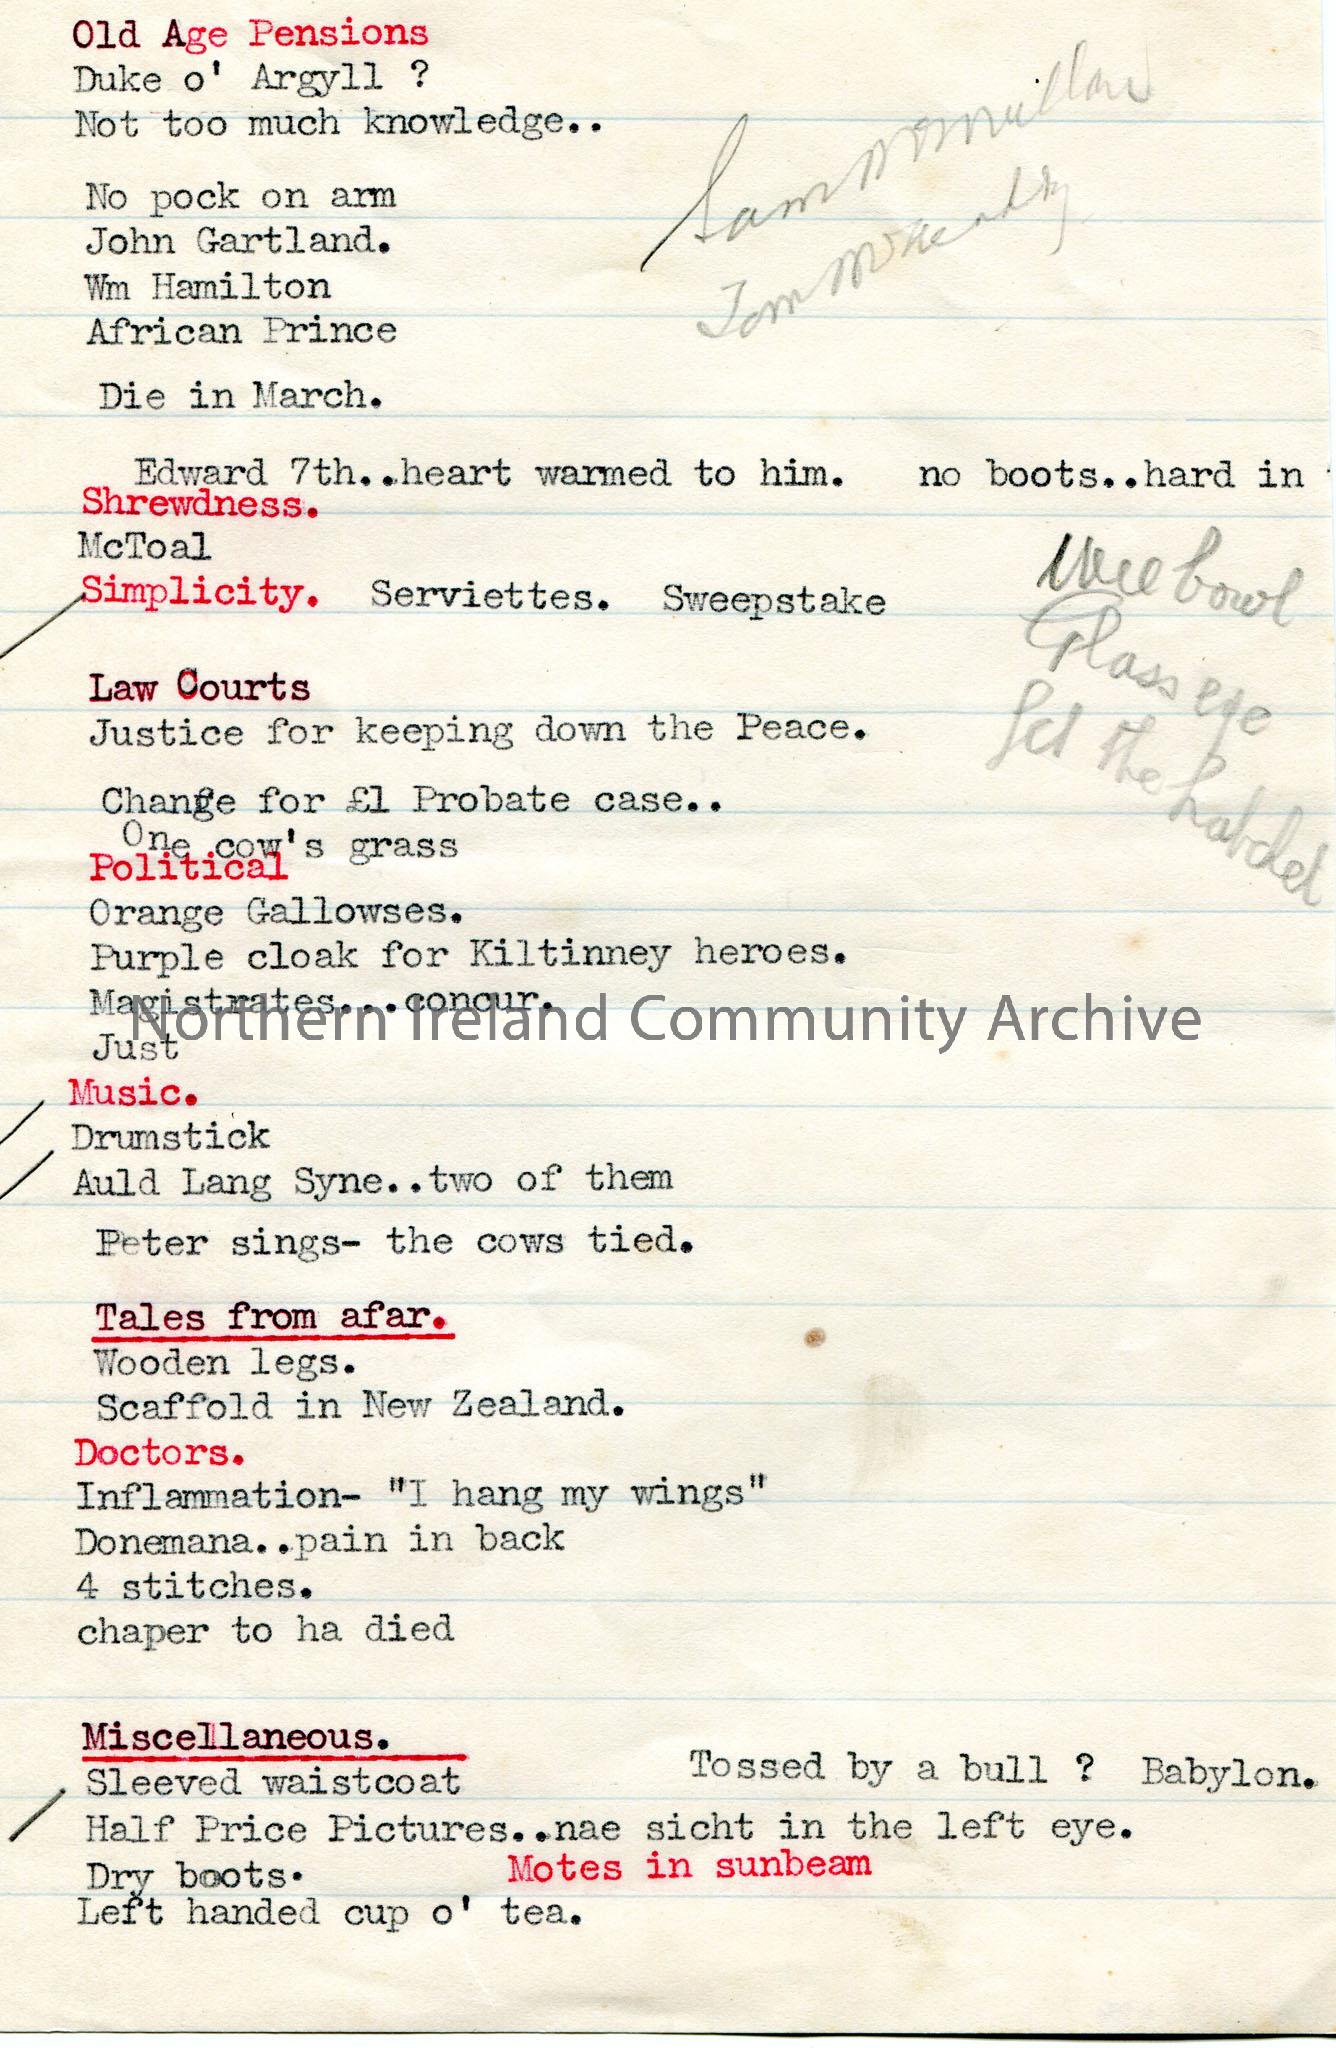 Old Age Pensions
Duke o' Argyll ?
Not too much knowledge..
Sam McMullan
Tom
No pock on arm
John Gartland.
Wm Hamilton
African Prince
Die in March.
Edward 7th..heart warmed to him. no boots..hard in
Shrewdness.
McToal
Simplicity. Serviettes. Sweepstake
Wee bowl
Glass eye
Set the
Law Courts
Justice for keeping down the Peace.
Change for £1 Probate case..
One cow's grass
Political
Orange Gallowses.
Purple cloak for Kiltinney heroes.
Magistrates...concur.
Northern Ireland Community Archive
Just
Music.
Drumstick
Auld Lang Syne..two of them
Peter sings- the cows tied.
Tales from afar.
Wooden legs.
Scaffold in New Zealand.
Doctors.
Inflammation- "I hang my wings"
Donemana..pain in back
4 stitches.
chaper to ha died
Miscellaneous.
Sleeved waistcoat Tossed by a bull ? Babylon.
Half Price Pictures..nae sicht in the left eye.
Dry boots. Motes in sunbeam
Left handed cup o' tea.